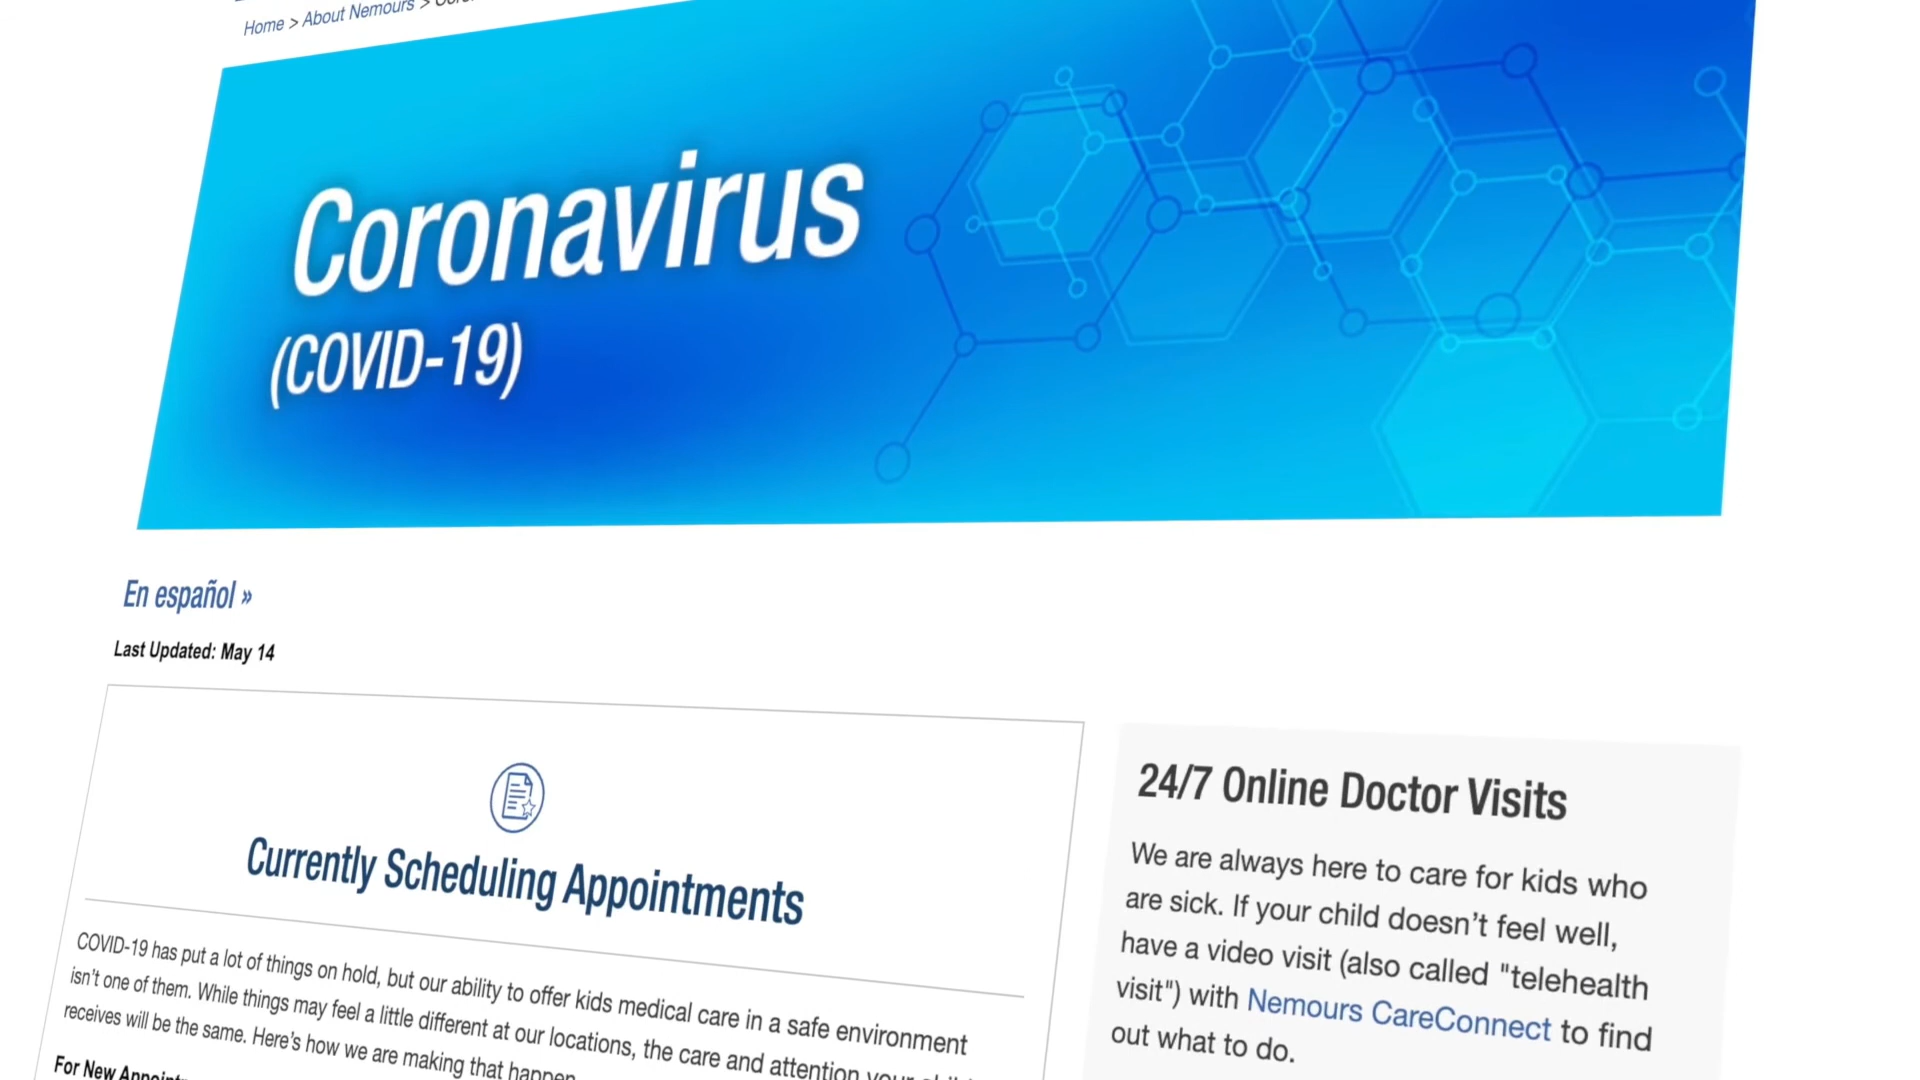 Home > About Nemours >
Coronavirus
(COVID-19)
En español »
Last Updated: May 14
Currently Scheduling Appointments
COVID-19 has put a lot of things on hold, but our ability to offer kids medical care in a safe environment
isn't one of them. While things may feel a little different at our locations, the care and attention your
receives will be the same. Here's how we are making that happen
For New
24/7 Online Doctor Visits
We are always here to care for kids who
are sick. If your child doesn't feel well,
have a video visit (also called "telehealth
visit") with Nemours CareConnect to find
out what to do.